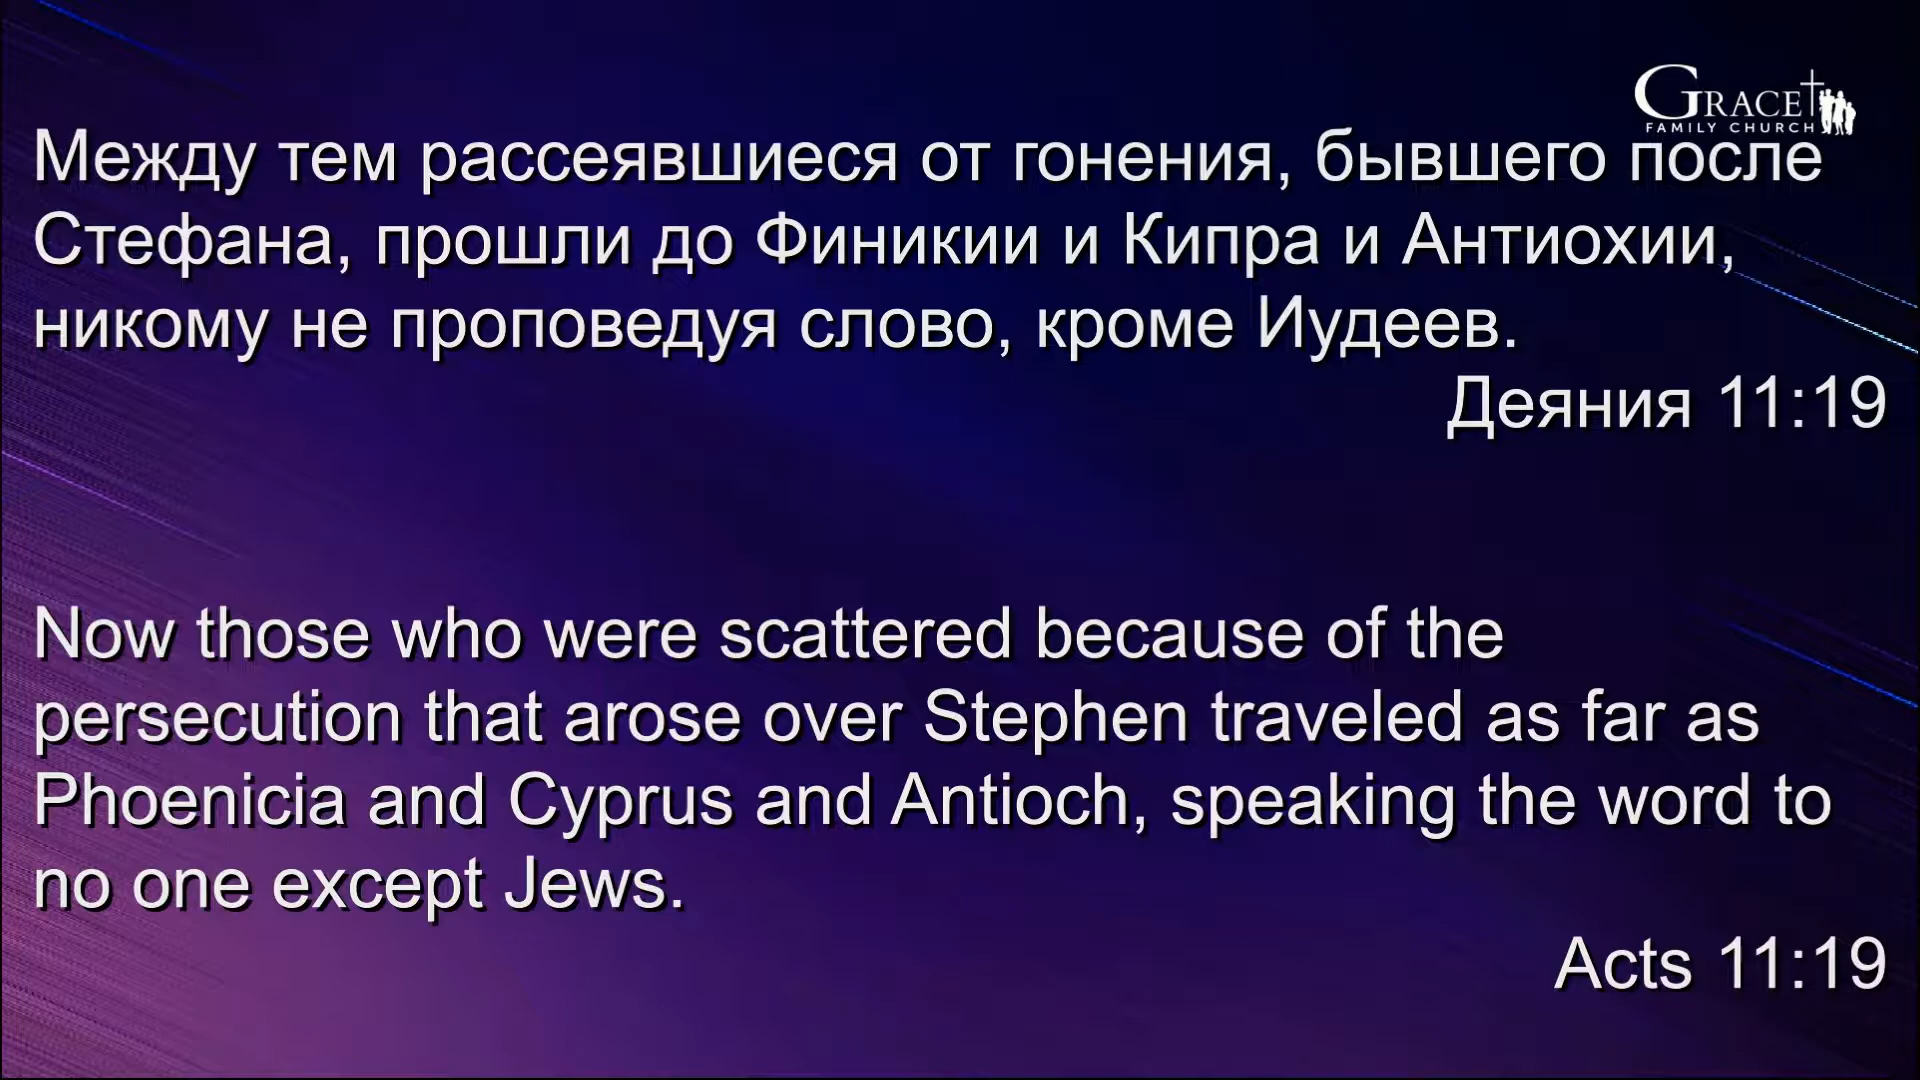 GRACE
FAMILY CHURCH
Между тем рассеявшиеся от гонения, бывшего после
Стефана, прошли до Финикии и Кипра и Антиохии,
никому не проповедуя слово, кроме Иудеев.
Деяния 11:19
Now those who were scattered because of the
persecution that arose over Stephen traveled as far as
Phoenicia and Cyprus and Antioch, speaking the word to
no one except Jews.
Acts 11:19